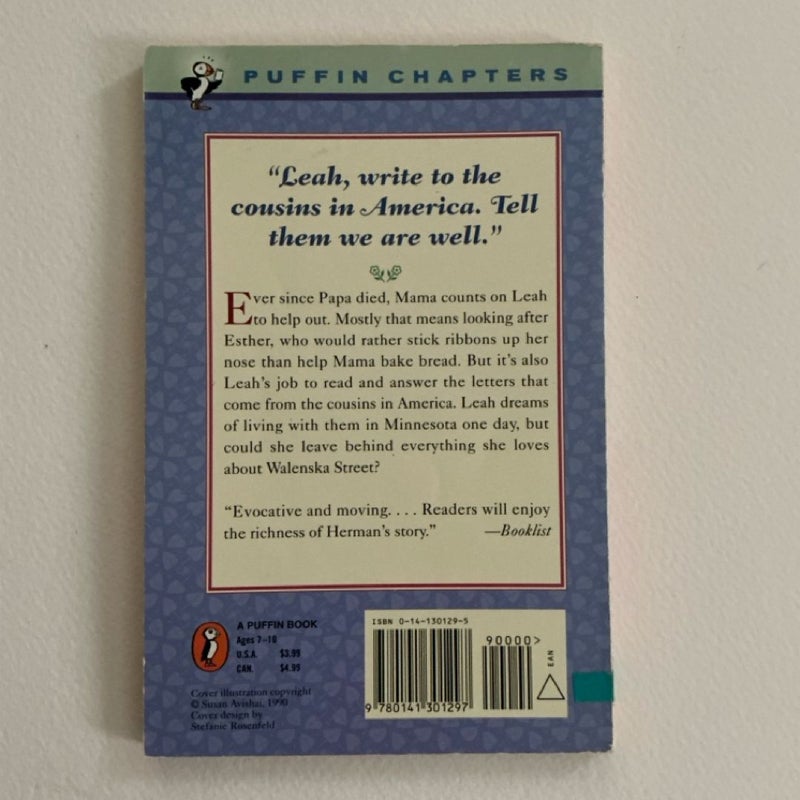 PUFFIN CHAPTERS
“Leah, write to the
cousins in America. Tell
them we are well.”
Ever since Papa died, Mama counts on Leah
to help out. Mostly that means looking after
Esther, who would rather stick ribbons up her
nose than help Mama bake bread. But it’s also
Leah’s job to read and answer the letters that
come from the cousins in America. Leah dreams
of living with them in Minnesota one day, but
could she leave behind everything she loves
about Walenska Street?
“Evocative and moving. . . . Readers will enjoy
the richness of Herman’s story.” —Booklist
A PUFFIN BOOK
Ages 7–10
U.S.A. $3.99
CAN. $4.99
Cover illustration copyright
© Susan Avishai, 1990
Cover design by
Stefanie Rosenfeld
ISBN 0-14-130129-5
90000>
EAN
9 780141 301297